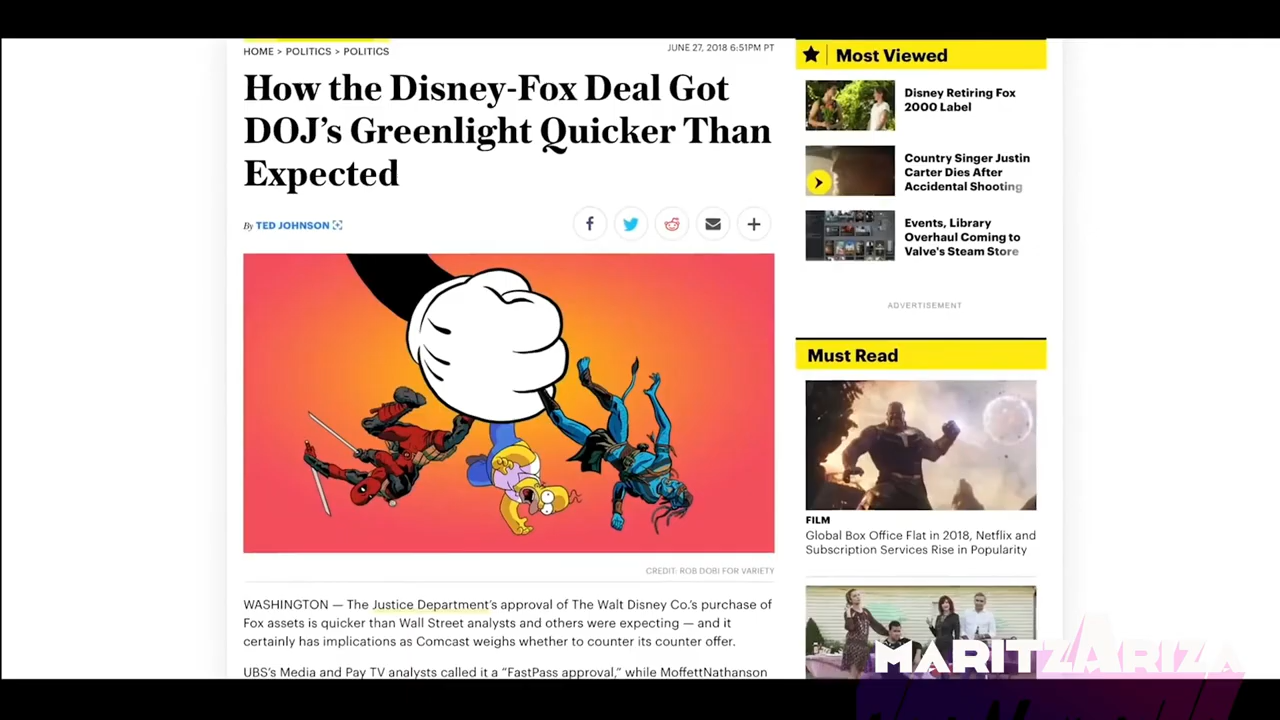 HOME > POLITICS > POLITICS
JUNE 27, 2018 6:51PM PT
How the Disney-Fox Deal Got
DOJ's Greenlight Quicker Than
Expected
By TED JOHNSON
CREDIT: ROB DOBI FOR VARIETY
WASHINGTON — The Justice Department's approval of The Walt Disney Co.'s purchase of
Fox assets is quicker than Wall Street analysts and others were expecting — and it
certainly has implications as Comcast weighs whether to counter its counter offer.
UBS's Media and Pay TV analysts called it a “FastPass approval,” while MoffettNathanson
Most Viewed
Disney Retiring Fox
2000 Label
Country Singer Justin
Carter Dies After
Accidental Shooting
Events, Library
Overhaul Coming to
Valve's Steam Store
ADVERTISEMENT
Must Read
FILM
Global Box Office Flat in 2018, Netflix and
Subscription Services Rise in Popularity
MARITZARIZA